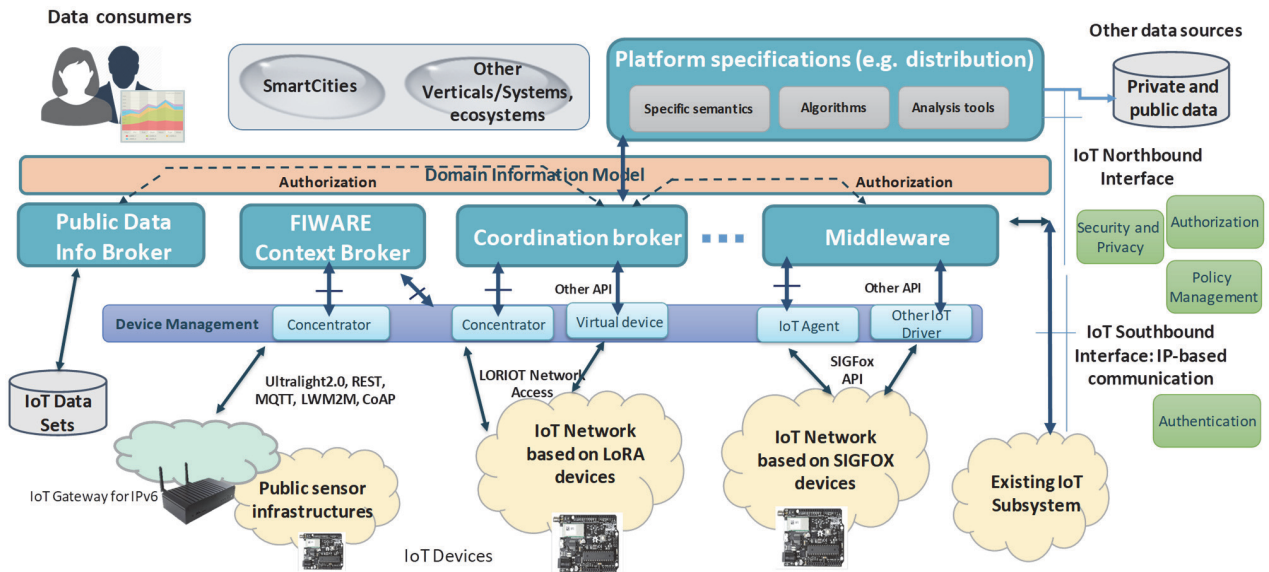 Data consumers
SmartCities
Other
Verticals/Systems,
ecosystems
Platform specifications (e.g. distribution)
Specific semantics
Algorithms
Analysis tools
Other data sources
Private and
public data
Domain Information Model
Authorization
Authorization
IoT Northbound
Interface
Public Data
Info Broker
FIWARE
Context Broker
Coordination broker
Middleware
Security and
Privacy
Authorization
Policy
Management
Other API
Other API
Device Management
Concentrator
Concentrator
Virtual device
IoT Agent
Other IoT
Driver
IoT Southbound
Interface: IP-based
communication
Authentication
IoT Data
Sets
Ultralight2.0, REST,
MQTT, LWM2M, CoAP
LORIOT Network
Access
SIGFox
API
IoT Gateway for IPv6
Public sensor
infrastructures
IoT Network
based on LoRA
devices
IoT Network
based on SIGFOX
devices
Existing IoT
Subsystem
IoT Devices